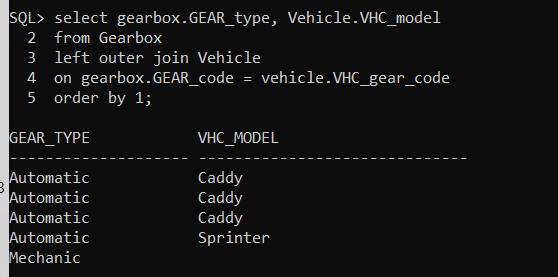 SQL> select gearbox.GEAR_type, Vehicle.VHC_model
2 from Gearbox
3 left outer join Vehicle
4 on gearbox.GEAR_code = vehicle.VHC_gear_code
5 order by 1;
GEAR_TYPE VHC_MODEL
-------------------- ------------------------------
Automatic Caddy
Automatic Caddy
Automatic Caddy
Automatic Sprinter
Mechanic